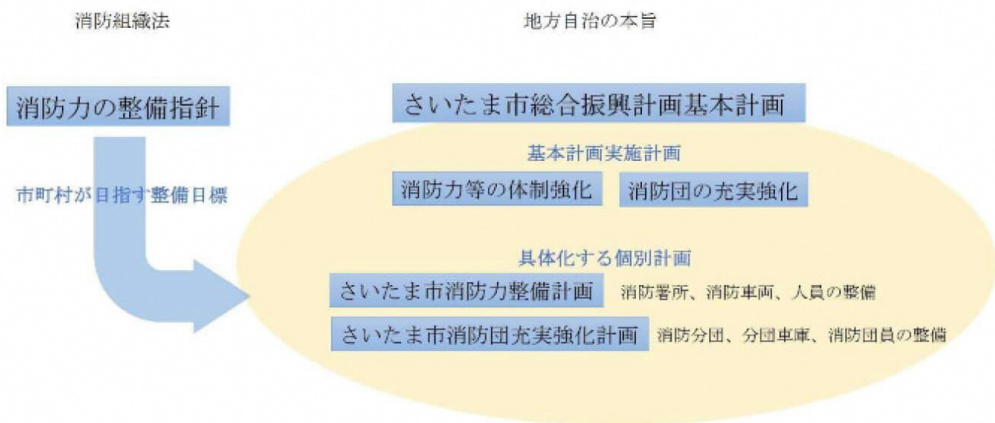 消防組織法
地方自治の本旨
消防力の整備指針
さいたま市総合振興計画基本計画
基本計画実施計画
市町村が目指す整備目標
消防力等の体制強化
消防団の充実強化
具体化する個別計画
さいたま市消防力整備計画
消防署所、消防車両、人員の整備
さいたま市消防団充実強化計画
消防分団、分団車庫、消防団員の整備